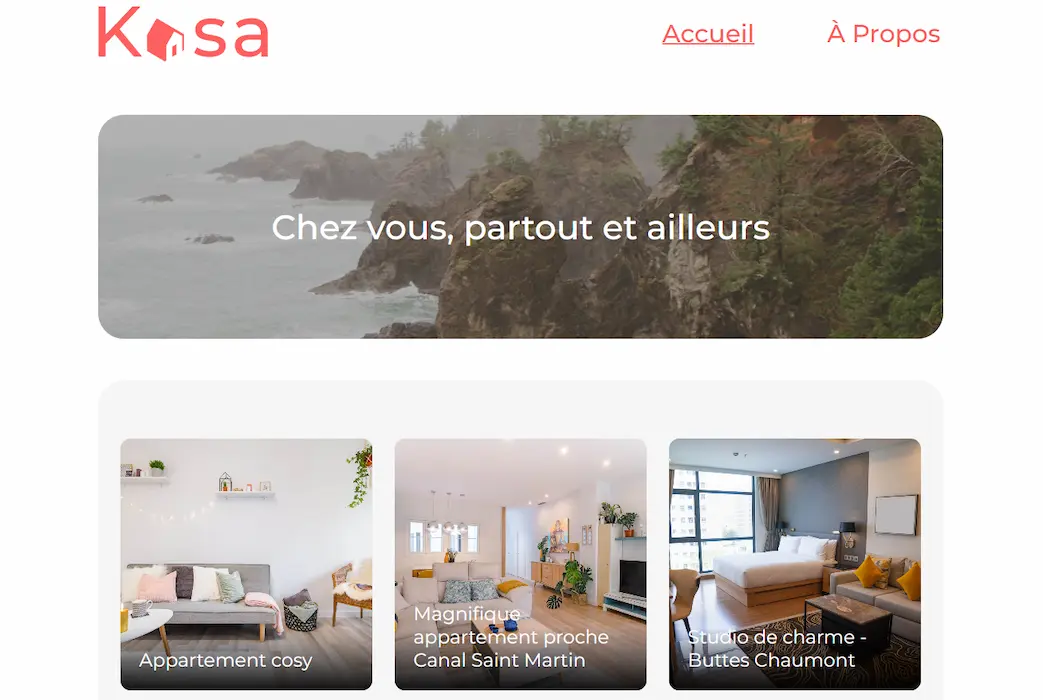 Kasa
Accueil
À Propos
Chez vous, partout et ailleurs
Appartement cosy
Magnifique
appartement proche
Canal Saint Martin
Studio de charme -
Buttes Chaumont